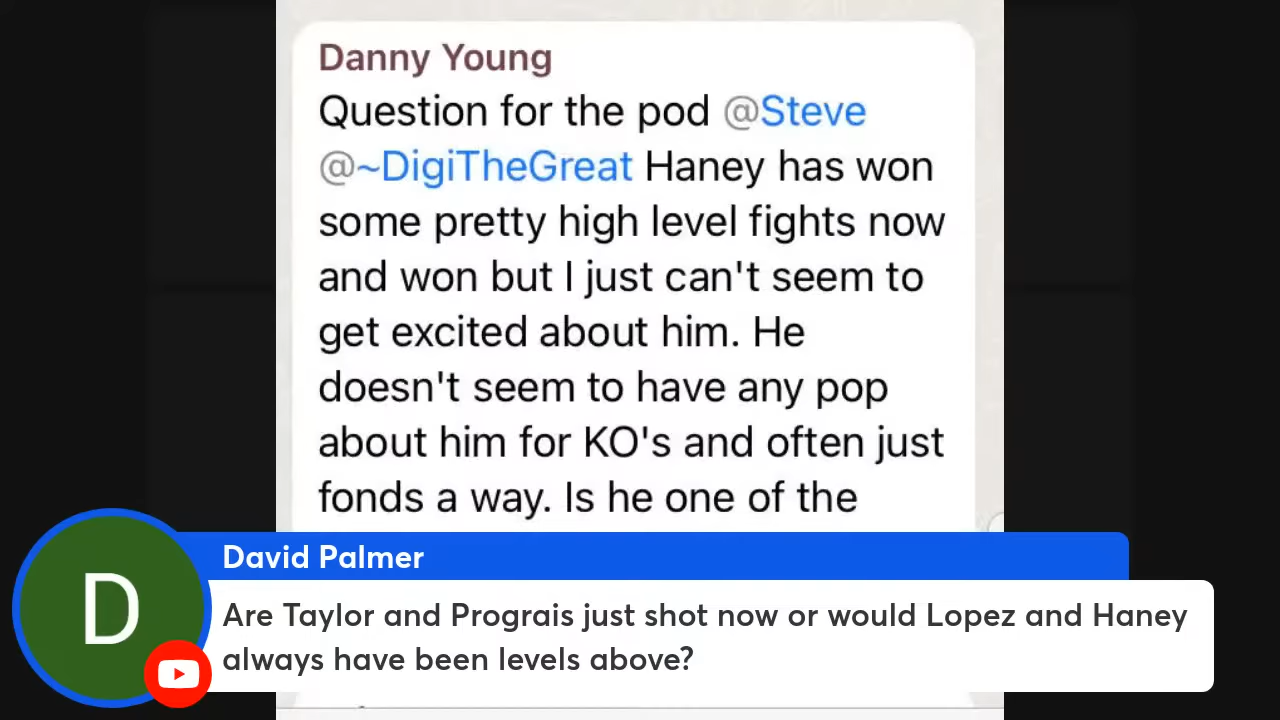 Danny Young
Question for the pod @Steve
@~DigiTheGreat Haney has won
some pretty high level fights now
and won but I just can't seem to
get excited about him. He
doesn't seem to have any pop
about him for KO's and often just
fonds a way. Is he one of the
D
David Palmer
Are Taylor and Prograis just shot now or would Lopez and Haney
always have been levels above?